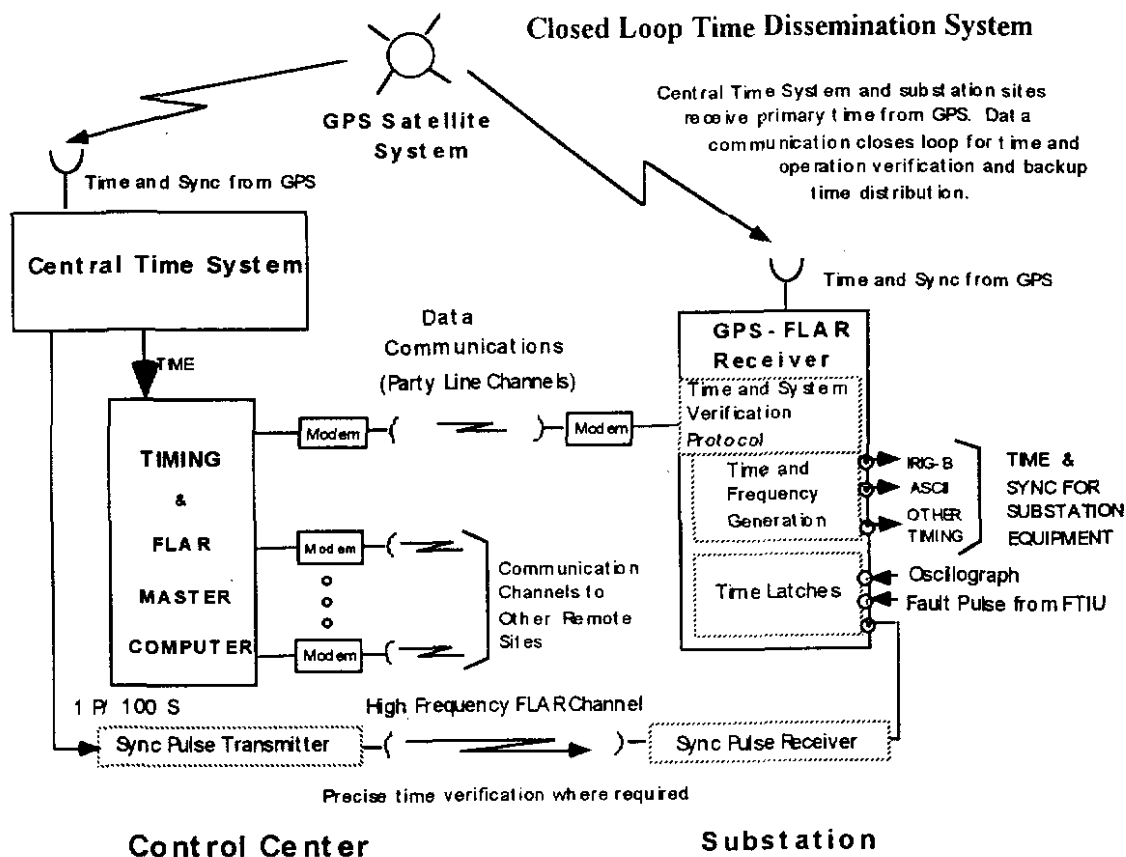 Closed Loop Time Dissemination System
Central Time System and substation sites
receive primary time from GPS. Data
communication closes loop for time and
operation verification and backup
time distribution.
GPS Satellite
System
Time and Sync from GPS
Central Time System
TIME
Time and Sync from GPS
Data
Communications
(Party Line Channels)
GPS-FLAR
Receiver
Time and System
Verification
Protocol
Modem
Modem
TIMING
&
FLAR
MASTER
COMPUTER
Time and
Frequency
Generation
IRIG-B
ASCII
OTHER
TIMING
TIME &
SYNC FOR
SUBSTATION
EQUIPMENT
Modem
Modem
Communication
Channels to
Other Remote
Sites
Time Latches
Oscillograph
Fault Pulse from FTIU
1 P/ 100 S
High Frequency FLAR Channel
Sync Pulse Transmitter
Sync Pulse Receiver
Precise time verification where required
Control Center
Substation